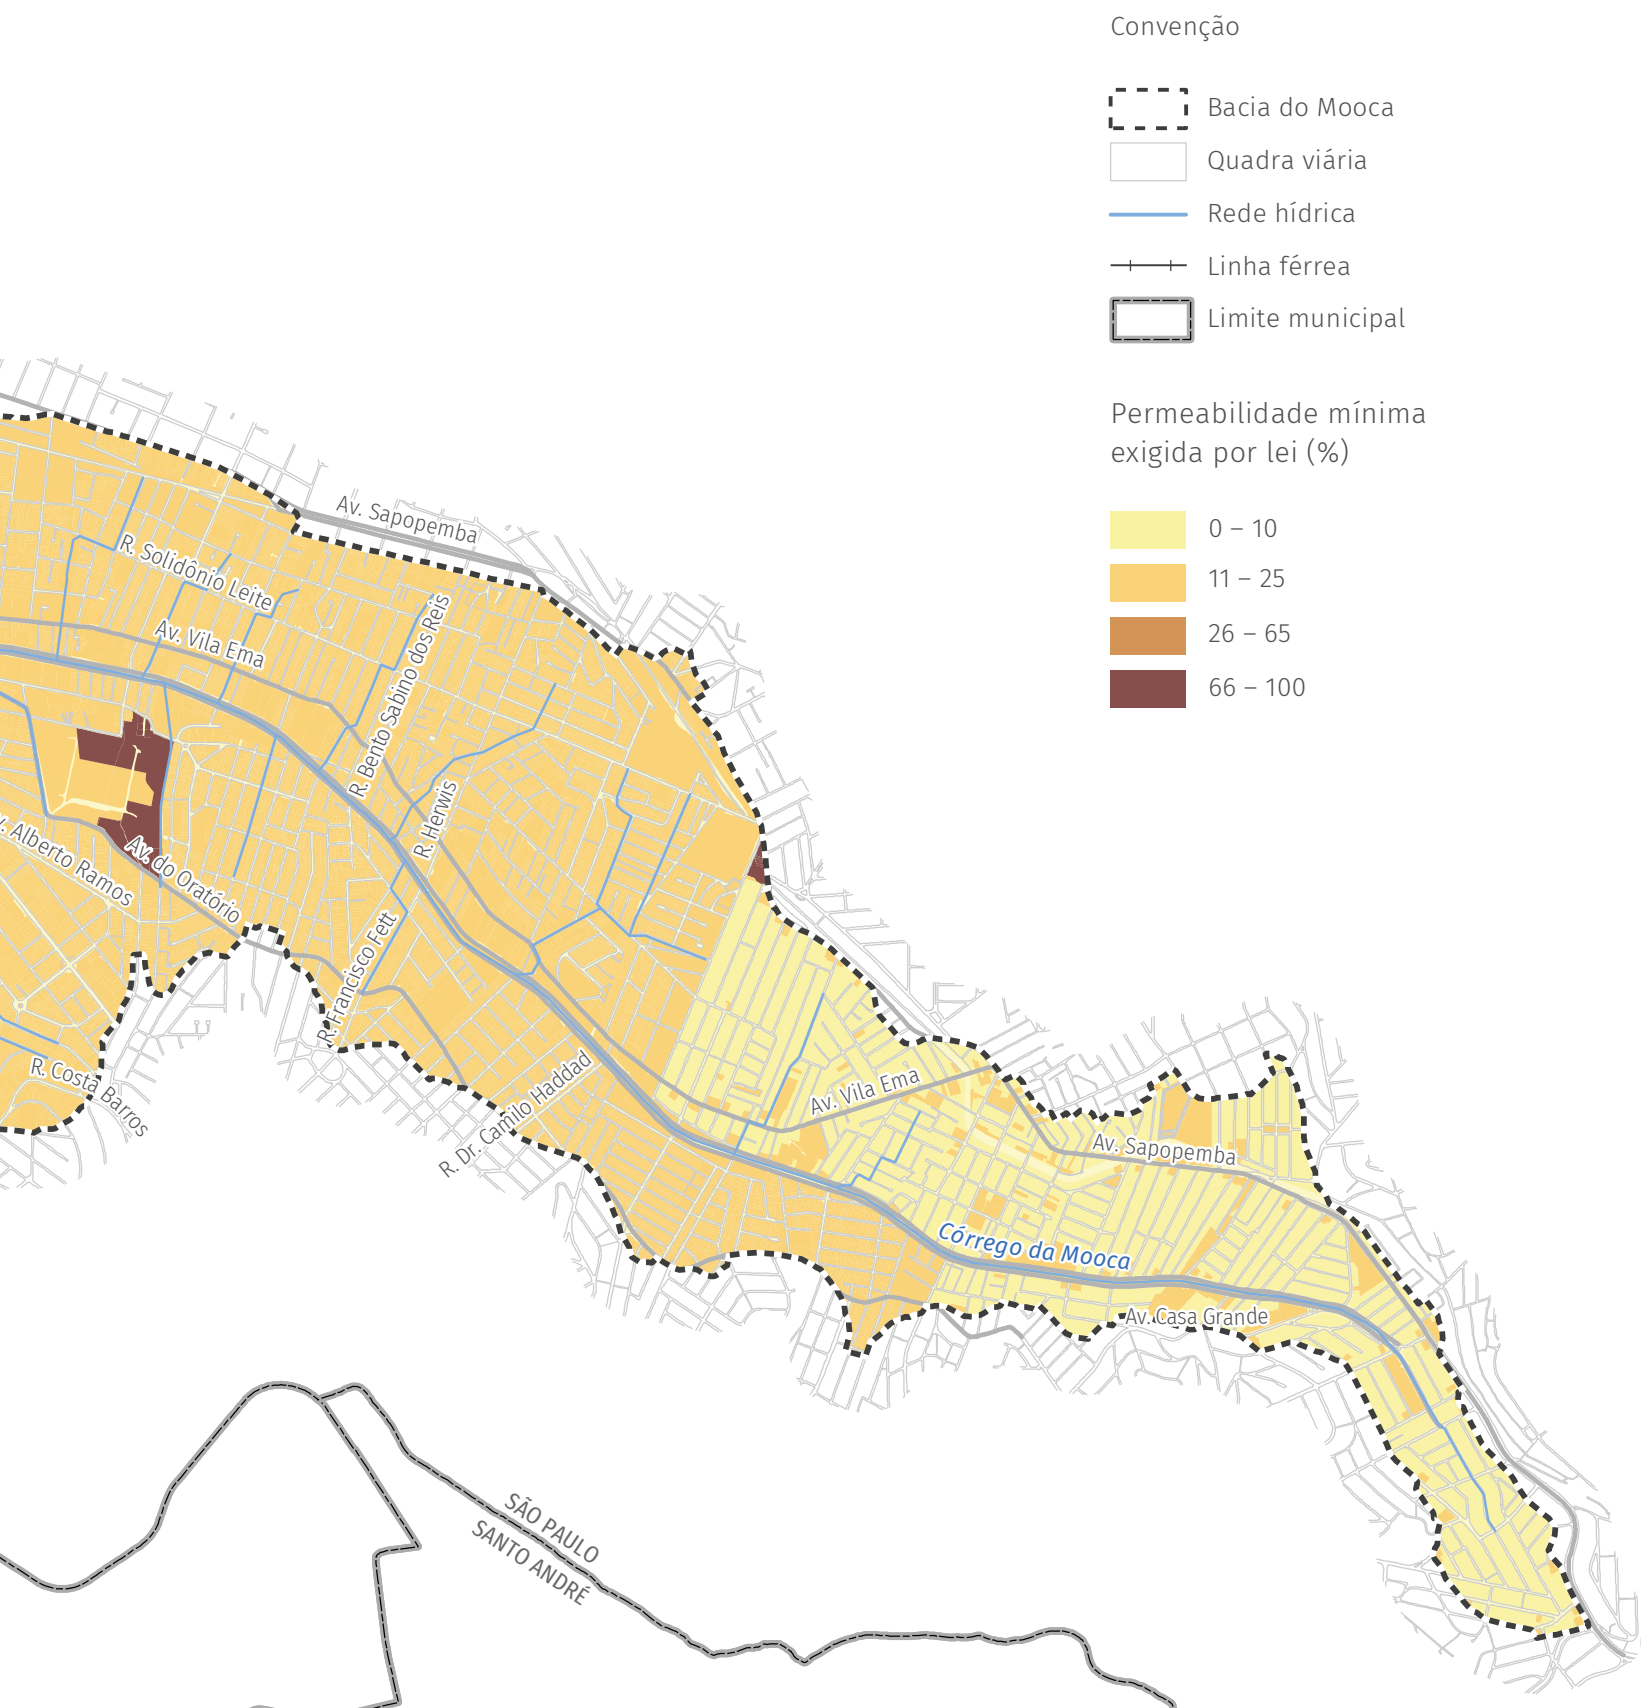 Convenção
Bacia do Mooca
Quadra viária
Rede hídrica
Linha férrea
Limite municipal
Permeabilidade mínima
exigida por lei (%)
0 – 10
11 – 25
26 – 65
66 – 100
Av. Sapopemba
R. Solidônio Leite
Av. Vila Ema
R. Bento Sabino dos Reis
R. Herwis
. Alberto Ramos
Av. do Oratório
R. Francisco Fett
R. Costa Barros
R. Dr. Camilo Haddad
Av. Vila Ema
Av. Sapopemba
Córrego da Mooca
Av. Casa Grande
SÃO PAULO
SANTO ANDRÉ